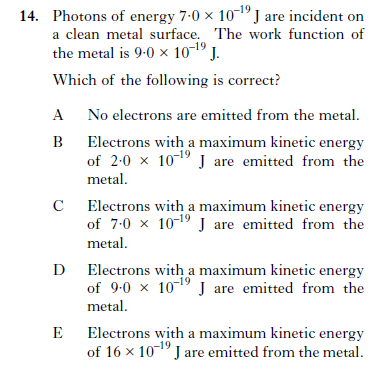 14. Photons of energy 7·0 × 10⁻¹⁹ J are incident on
a clean metal surface. The work function of
the metal is 9·0 × 10⁻¹⁹ J.
Which of the following is correct?
A No electrons are emitted from the metal.
B Electrons with a maximum kinetic energy
of 2·0 × 10⁻¹⁹ J are emitted from the
metal.
C Electrons with a maximum kinetic energy
of 7·0 × 10⁻¹⁹ J are emitted from the
metal.
D Electrons with a maximum kinetic energy
of 9·0 × 10⁻¹⁹ J are emitted from the
metal.
E Electrons with a maximum kinetic energy
of 16 × 10⁻¹⁹ J are emitted from the metal.